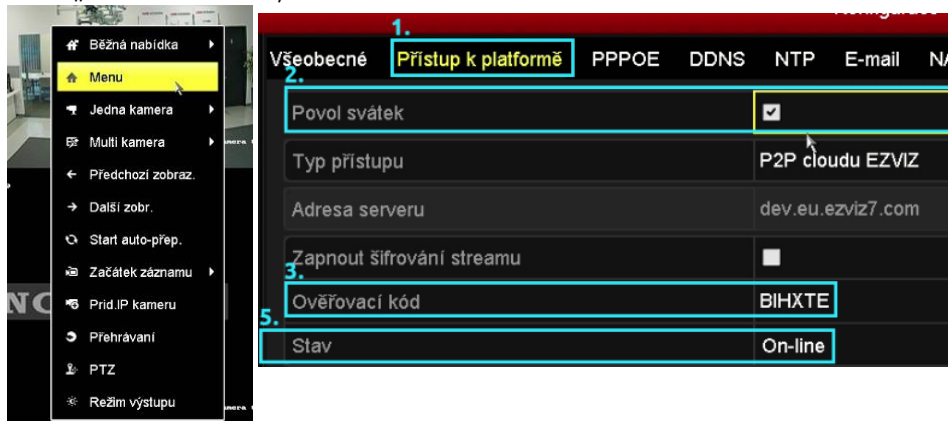 Běžná nabídka
Menu
Jedna kamera
Multi kamera
Předchozí zobraz.
Další zobr.
Start auto-přep.
Začátek záznamu
Prid.IP kameru
Přehrávaní
PTZ
Režim výstupu
1.
Všeobecné Přístup k platformě PPPOE DDNS NTP E-mail
2.
Povol svátek
Typ přístupu P2P cloudu EZVIZ
Adresa serveru dev.eu.ezviz7.com
Zapnout šifrování streamu
3.
Ověřovací kód BIHXTE
5.
Stav On-line